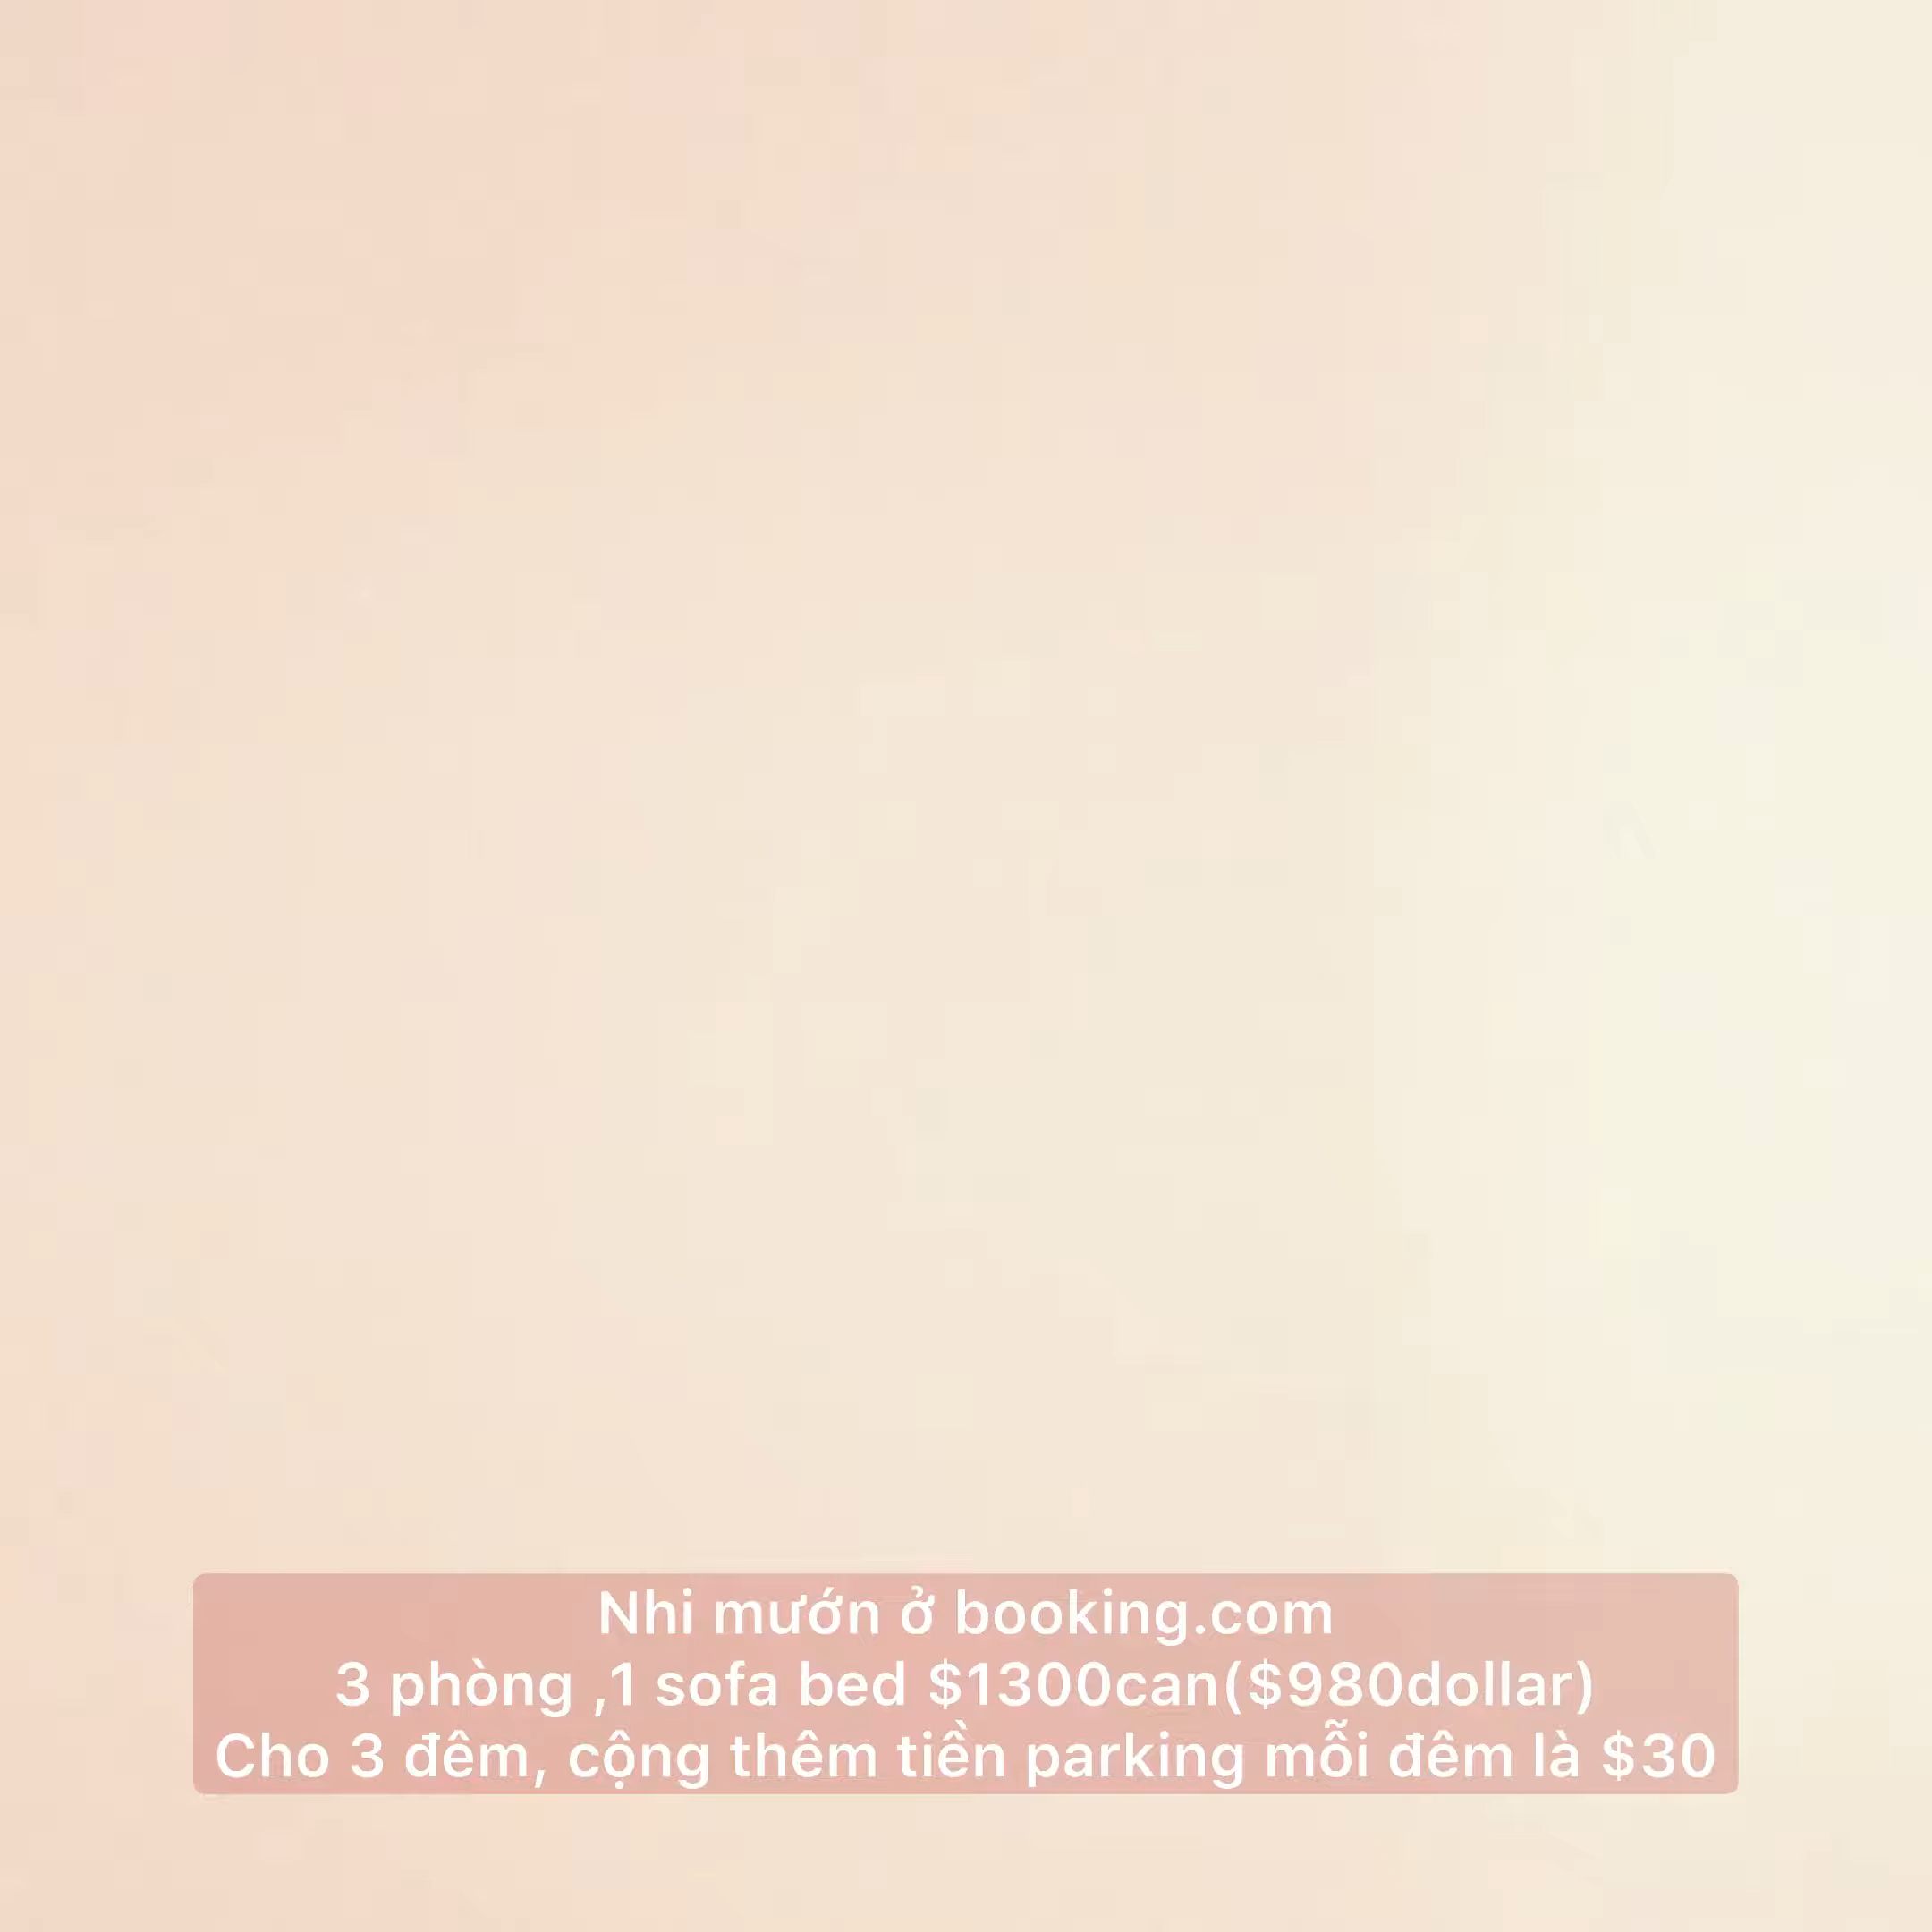 Nhi mướn ở booking.com
3 phòng ,1 sofa bed $1300can($980dollar)
Cho 3 đêm, cộng thêm tiền parking mỗi đêm là $30